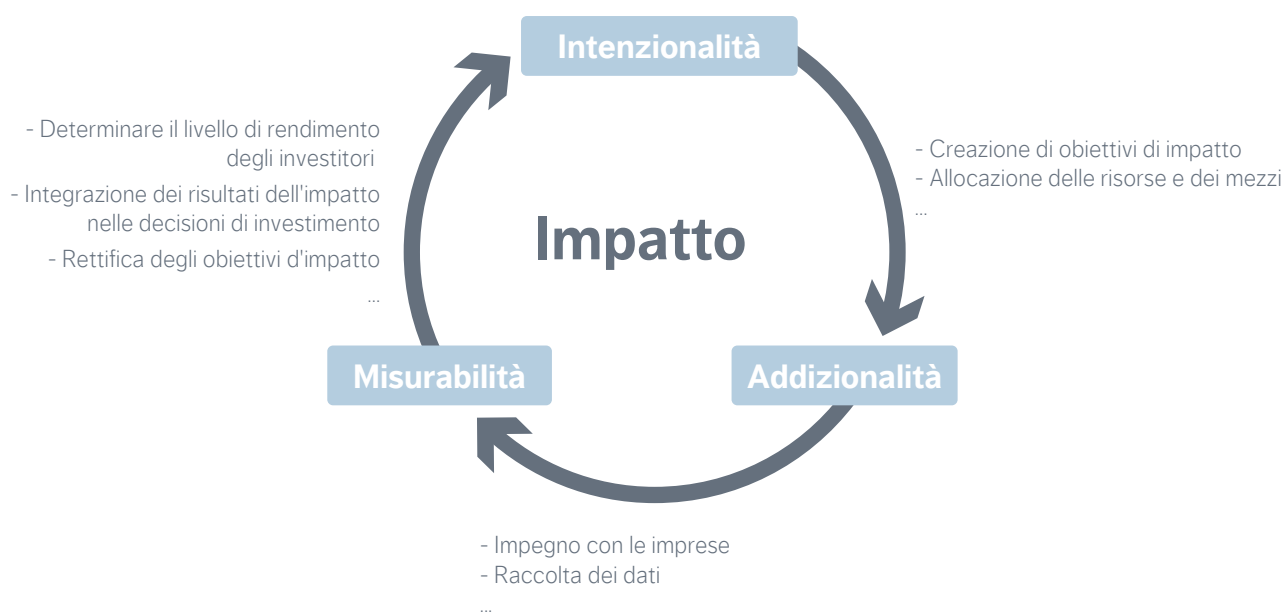 Intenzionalità
- Determinare il livello di rendimento
degli investitori
- Integrazione dei risultati dell'impatto
nelle decisioni di investimento
- Rettifica degli obiettivi d'impatto
...
- Creazione di obiettivi di impatto
- Allocazione delle risorse e dei mezzi
...
Impatto
Misurabilità
Addizionalità
- Impegno con le imprese
- Raccolta dei dati
...